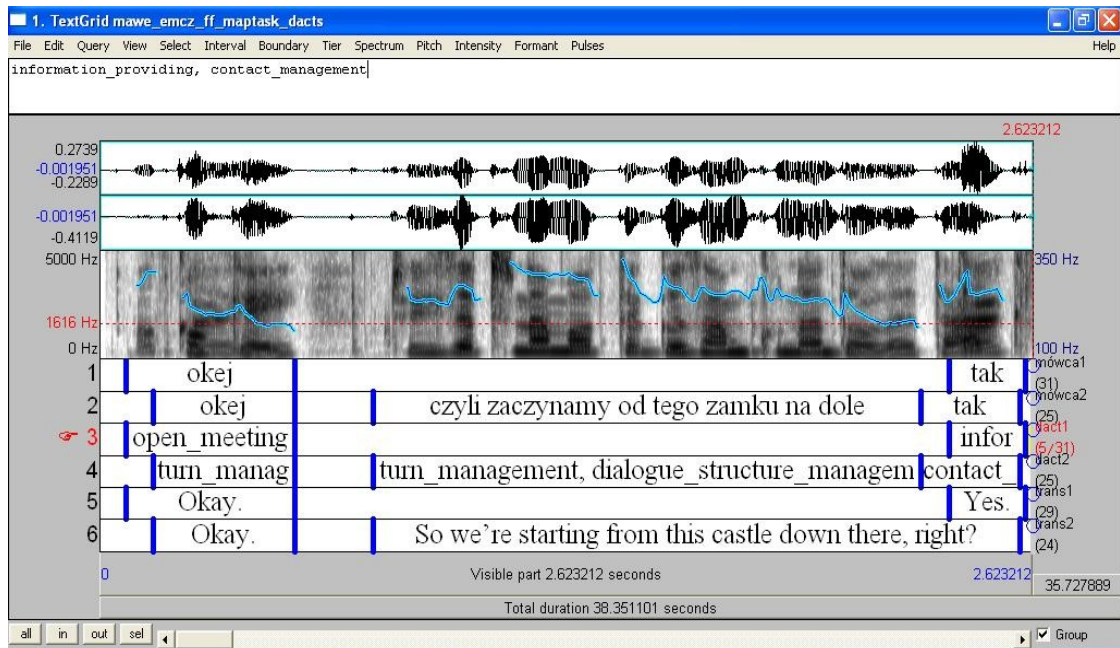 1. TextGrid mawe_emcz_ff_maptask_dacts
File Edit Query View Select Interval Boundary Tier Spectrum Pitch Intensity Formant Pulses Help
information_providing, contact_management
2.623212
0.2739
-0.001951
-0.2289
-0.001951
-0.4119
5000 Hz 350 Hz
1616 Hz
0 Hz 100 Hz
1 okej tak mówca1 (31)
2 okej czyli zaczynamy od tego zamku na dole tak mówca2 (25)
3 open_meeting infor dact1 (5/31)
4 turn_manag turn_management, dialogue_structure_managem contact_ dact2 (25)
5 Okay. Yes. trans1 (29)
6 Okay. So we're starting from this castle down there, right? trans2 (24)
0 Visible part 2.623212 seconds 2.623212 35.727889
Total duration 38.351101 seconds
all in out sel Group